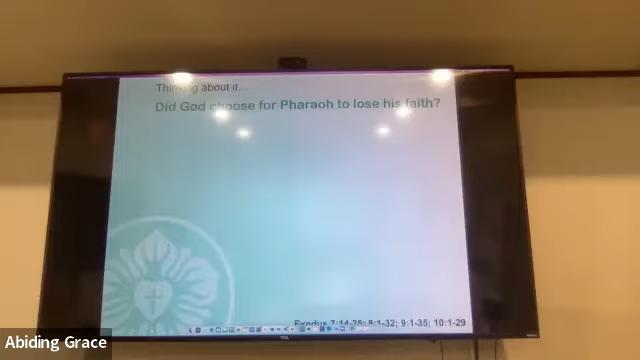 Thinking about it...
Did God choose for Pharaoh to lose his faith?
Exodus 7:14-25; 8:1-32; 9:1-35; 10:1-29
TCL
Abiding Grace